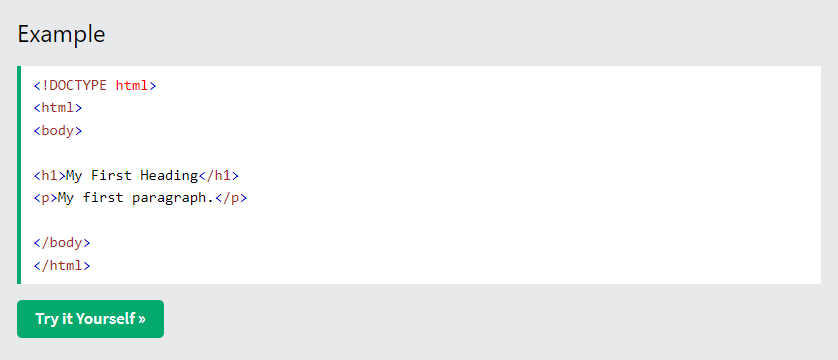 Example
<!DOCTYPE html>
<html>
<body>
<h1>My First Heading</h1>
<p>My first paragraph.</p>
</body>
</html>
Try it Yourself »